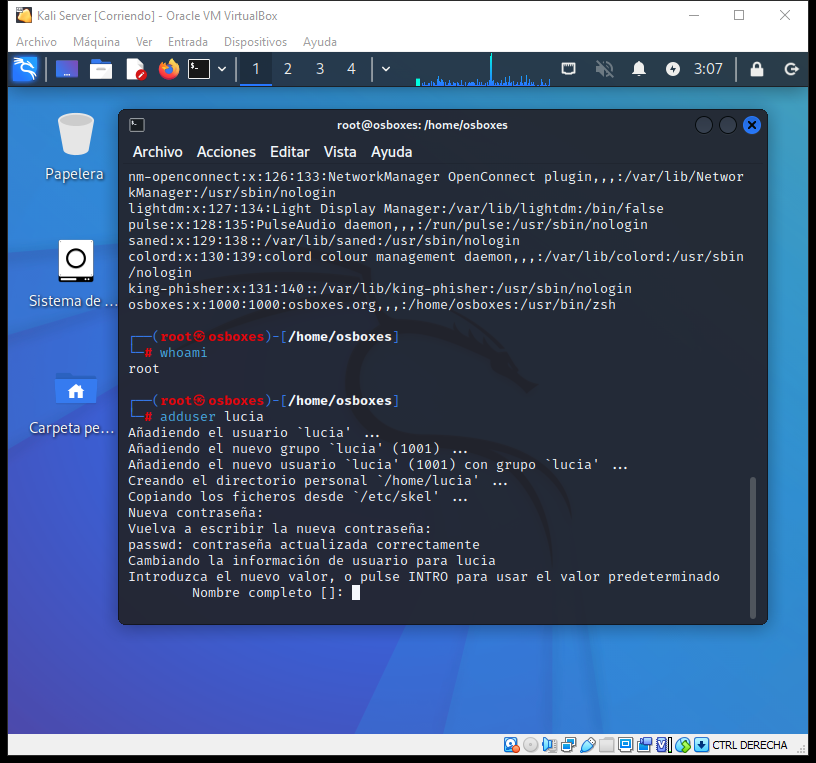 Kali Server [Corriendo] - Oracle VM VirtualBox
Archivo Máquina Ver Entrada Dispositivos Ayuda
1 2 3 4 3:07
Papelera
Sistema de ...
Carpeta pe...
root@osboxes: /home/osboxes
Archivo Acciones Editar Vista Ayuda
nm-openconnect:x:126:133:NetworkManager OpenConnect plugin,,,:/var/lib/Networ
kManager:/usr/sbin/nologin
lightdm:x:127:134:Light Display Manager:/var/lib/lightdm:/bin/false
pulse:x:128:135:PulseAudio daemon,,,:/run/pulse:/usr/sbin/nologin
saned:x:129:138::/var/lib/saned:/usr/sbin/nologin
colord:x:130:139:colord colour management daemon,,,:/var/lib/colord:/usr/sbin
/nologin
king-phisher:x:131:140::/var/lib/king-phisher:/usr/sbin/nologin
osboxes:x:1000:1000:osboxes.org,,,:/home/osboxes:/usr/bin/zsh
┌──(root㉿osboxes)-[/home/osboxes]
└─# whoami
root
┌──(root㉿osboxes)-[/home/osboxes]
└─# adduser lucia
Añadiendo el usuario `lucia' ...
Añadiendo el nuevo grupo `lucia' (1001) ...
Añadiendo el nuevo usuario `lucia' (1001) con grupo `lucia' ...
Creando el directorio personal `/home/lucia' ...
Copiando los ficheros desde `/etc/skel' ...
Nueva contraseña:
Vuelva a escribir la nueva contraseña:
passwd: contraseña actualizada correctamente
Cambiando la información de usuario para lucia
Introduzca el nuevo valor, o pulse INTRO para usar el valor predeterminado
Nombre completo []:
CTRL DERECHA